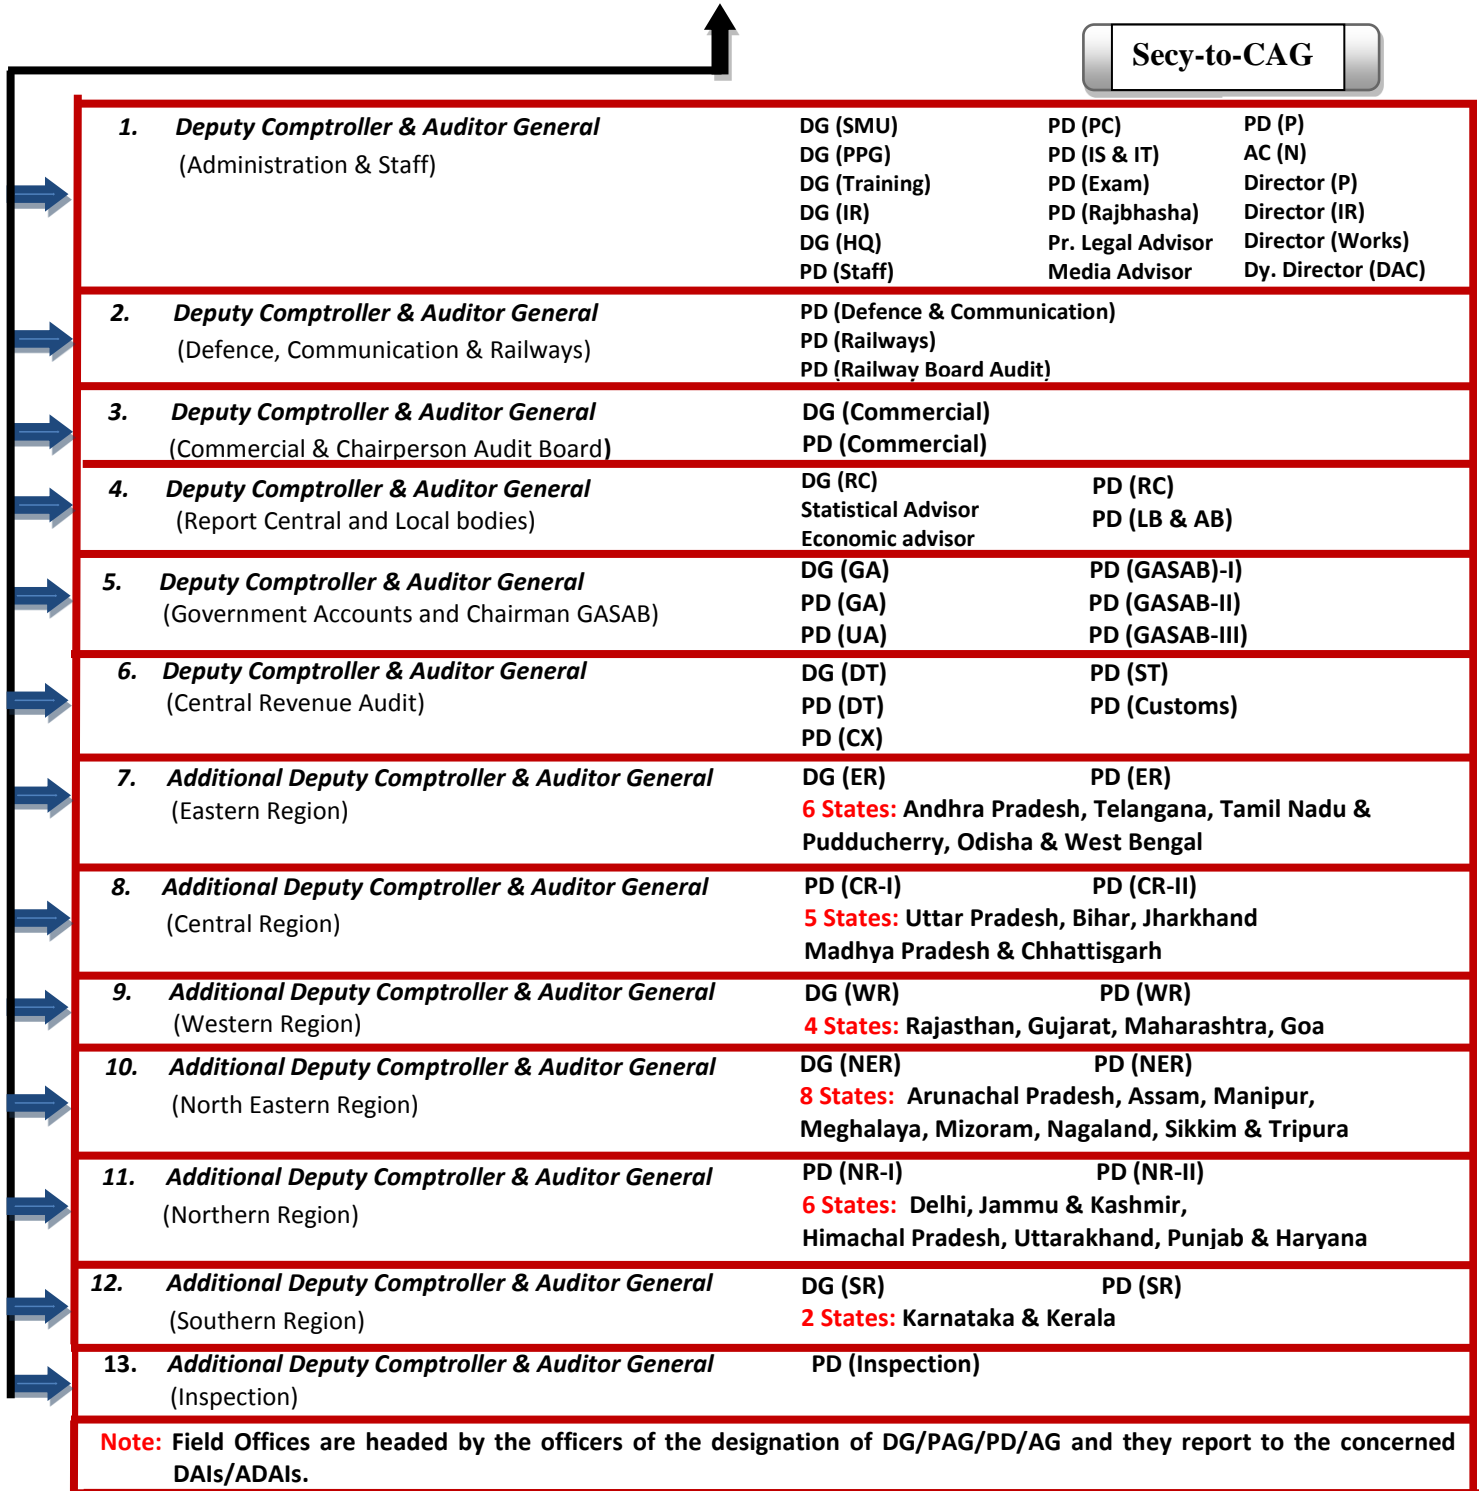 Secy-to-CAG
1. Deputy Comptroller & Auditor General
(Administration & Staff)
DG (SMU) PD (PC) PD (P)
DG (PPG) PD (IS & IT) AC (N)
DG (Training) PD (Exam) Director (P)
DG (IR) PD (Rajbhasha) Director (IR)
DG (HQ) Pr. Legal Advisor Director (Works)
PD (Staff) Media Advisor Dy. Director (DAC)
2. Deputy Comptroller & Auditor General
(Defence, Communication & Railways)
PD (Defence & Communication)
PD (Railways)
PD (Railway Board Audit)
3. Deputy Comptroller & Auditor General
(Commercial & Chairperson Audit Board)
DG (Commercial)
PD (Commercial)
4. Deputy Comptroller & Auditor General
(Report Central and Local bodies)
DG (RC) PD (RC)
Statistical Advisor PD (LB & AB)
Economic advisor
5. Deputy Comptroller & Auditor General
(Government Accounts and Chairman GASAB)
DG (GA) PD (GASAB)-I)
PD (GA) PD (GASAB-II)
PD (UA) PD (GASAB-III)
6. Deputy Comptroller & Auditor General
(Central Revenue Audit)
DG (DT) PD (ST)
PD (DT) PD (Customs)
PD (CX)
7. Additional Deputy Comptroller & Auditor General
(Eastern Region)
DG (ER) PD (ER)
6 States: Andhra Pradesh, Telangana, Tamil Nadu &
Pudducherry, Odisha & West Bengal
8. Additional Deputy Comptroller & Auditor General
(Central Region)
PD (CR-I) PD (CR-II)
5 States: Uttar Pradesh, Bihar, Jharkhand
Madhya Pradesh & Chhattisgarh
9. Additional Deputy Comptroller & Auditor General
(Western Region)
DG (WR) PD (WR)
4 States: Rajasthan, Gujarat, Maharashtra, Goa
10. Additional Deputy Comptroller & Auditor General
(North Eastern Region)
DG (NER) PD (NER)
8 States: Arunachal Pradesh, Assam, Manipur,
Meghalaya, Mizoram, Nagaland, Sikkim & Tripura
11. Additional Deputy Comptroller & Auditor General
(Northern Region)
PD (NR-I) PD (NR-II)
6 States: Delhi, Jammu & Kashmir,
Himachal Pradesh, Uttarakhand, Punjab & Haryana
12. Additional Deputy Comptroller & Auditor General
(Southern Region)
DG (SR) PD (SR)
2 States: Karnataka & Kerala
13. Additional Deputy Comptroller & Auditor General
(Inspection)
PD (Inspection)
Note: Field Offices are headed by the officers of the designation of DG/PAG/PD/AG and they report to the concerned
DAIs/ADAIs.